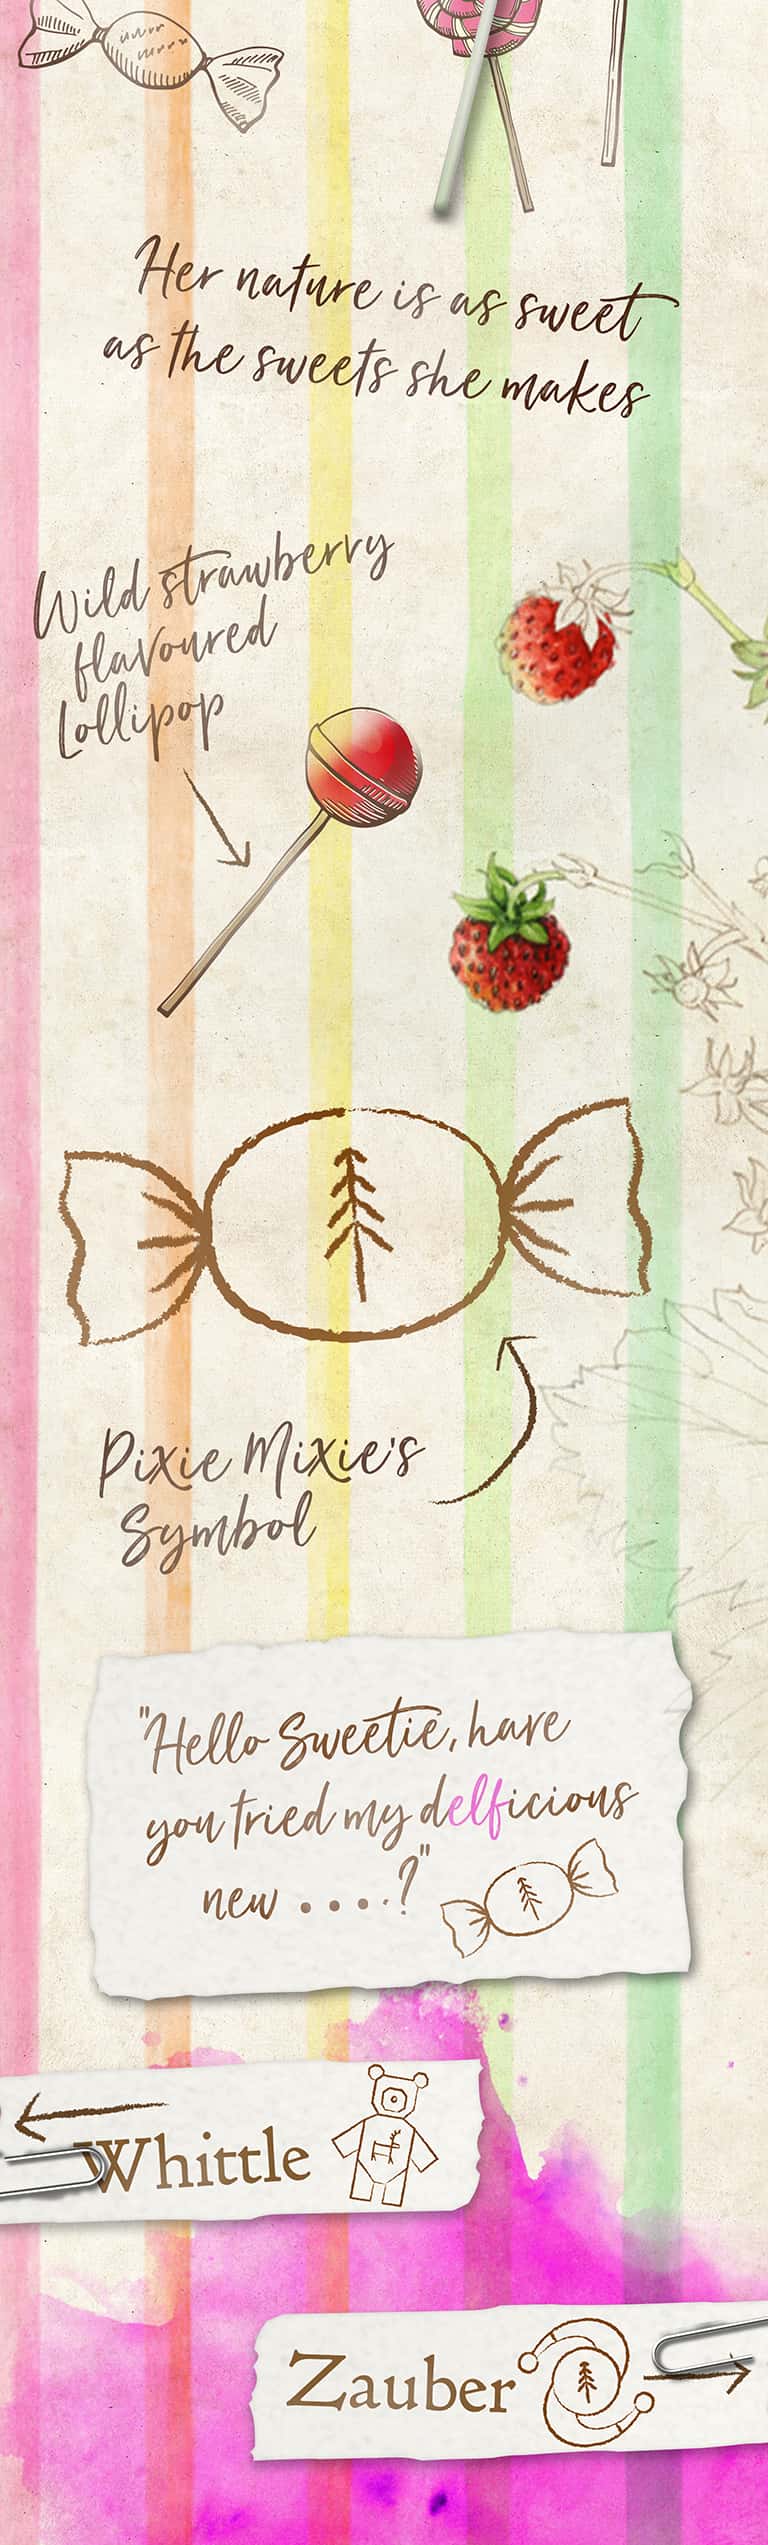 Her nature is as sweet
as the sweets she makes
Wild strawberry
flavoured
Lollipop
Pixie Mixie's
Symbol
"Hello Sweetie, have
you tried my delficious
new . . . .?"
Whittle
Zauber